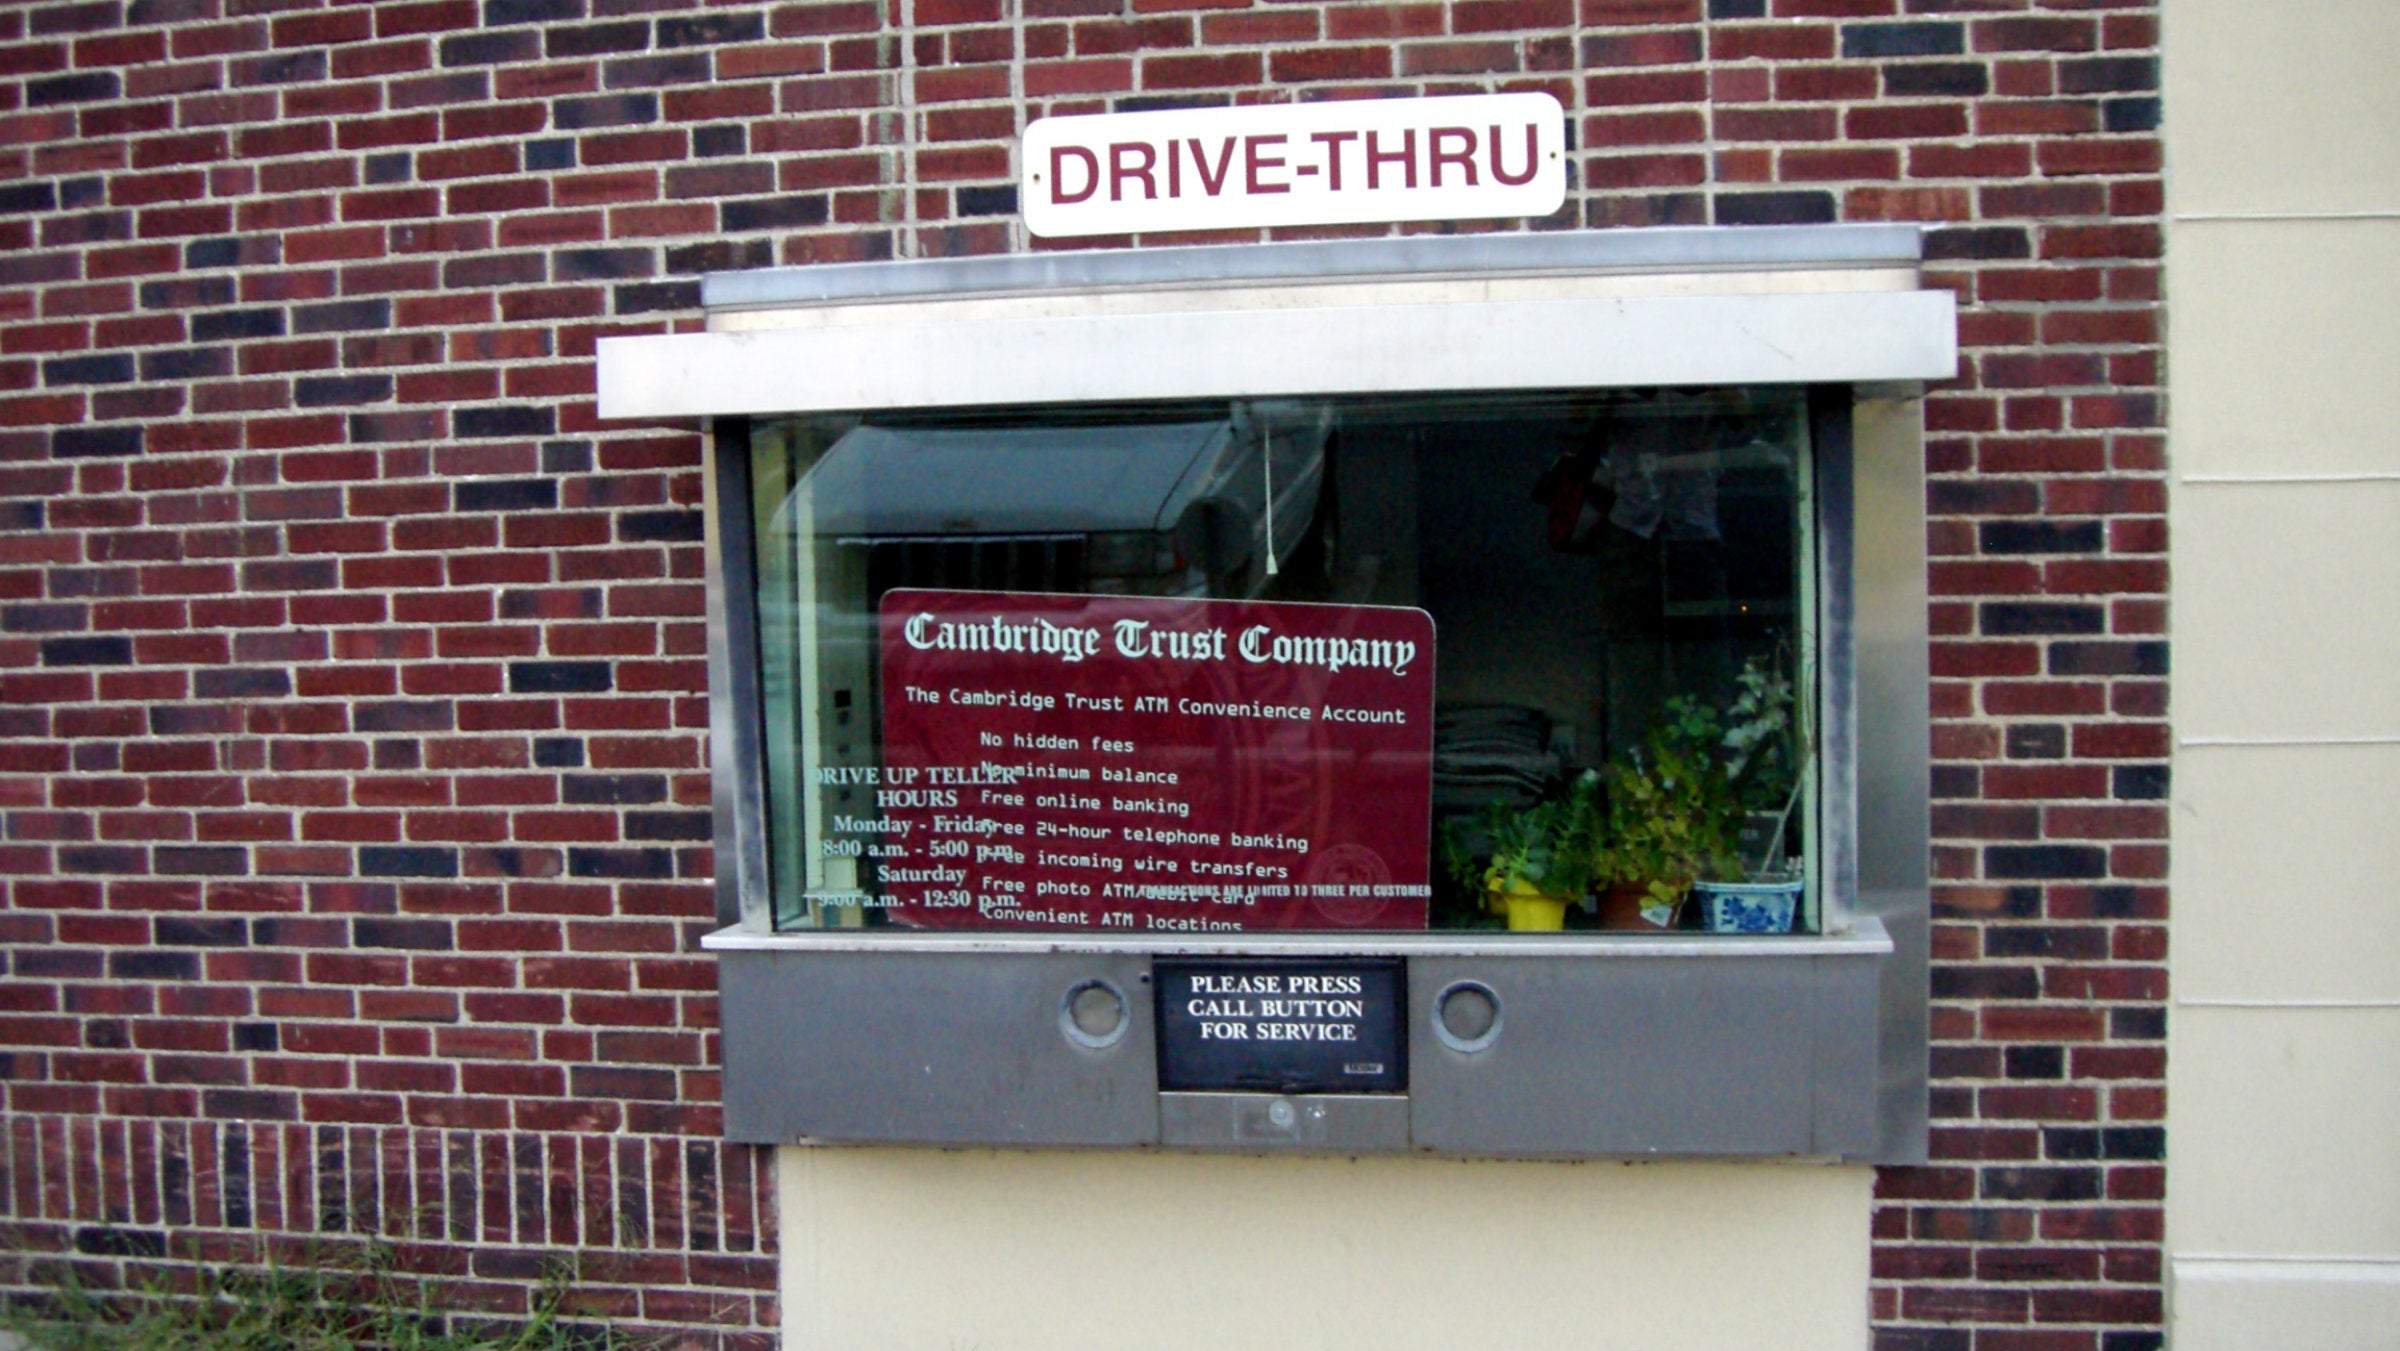 DRIVE-THRU
Cambridge Trust Company
The Cambridge Trust ATM Convenience Account
No hidden fees
No minimum balance
Free online banking
Free 24-hour telephone banking
Free incoming wire transfers
Free photo ATM/debit card
Convenient ATM locations
DRIVE UP TELLER
HOURS
Monday - Friday
8:00 a.m. - 5:00 p.m.
Saturday
9:00 a.m. - 12:30 p.m.
TRANSACTIONS ARE LIMITED TO THREE PER CUSTOMER
PLEASE PRESS
CALL BUTTON
FOR SERVICE